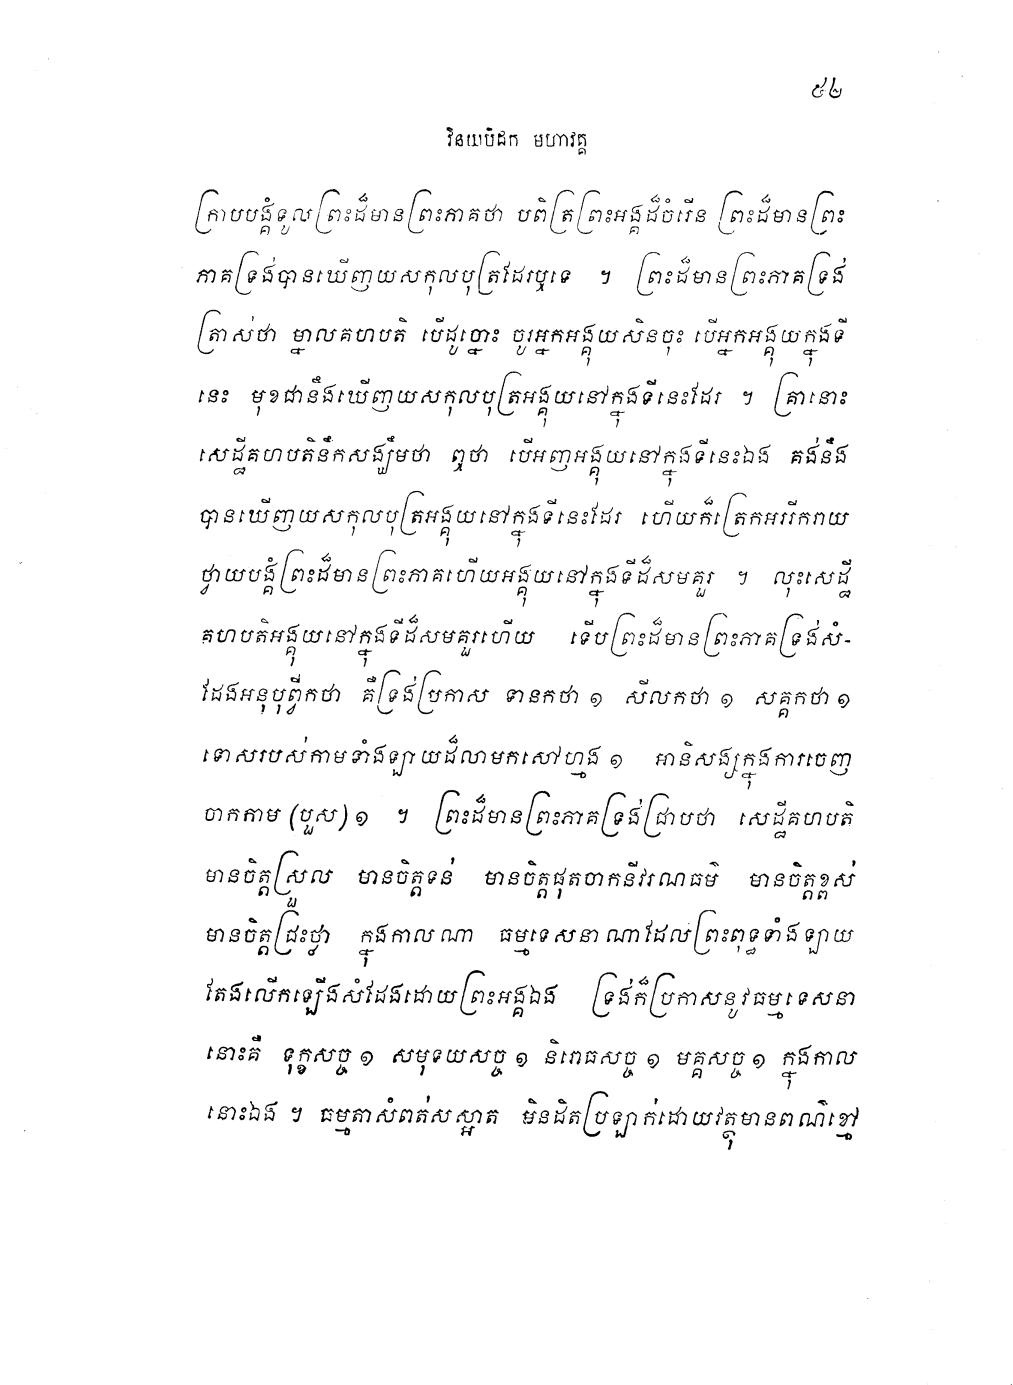 ៥២
វិនយបិដក មហាវគ្គ
ក្រាបបង្គំទូលព្រះដ៏មានព្រះភាគថា បពិត្រព្រះអង្គដ៏ចំរើន ព្រះដ៏មានព្រះ
ភាគទ្រង់បានឃើញយសកុលបុត្រដែរឬទេ ។ ព្រះដ៏មានព្រះភាគទ្រង់
ត្រាស់ថា ម្នាលគហបតិ បើដូច្នោះ ចូរអ្នកអង្គុយសិនចុះ បើអ្នកអង្គុយក្នុងទី
នេះ មុខជានឹងឃើញយសកុលបុត្រអង្គុយនៅក្នុងទីនេះដែរ ។ គ្រានោះ
សេដ្ឋីគហបតិនឹកសង្ឃឹមថា ឮថា បើអញអង្គុយនៅក្នុងទីនេះឯង គង់នឹង
បានឃើញយសកុលបុត្រអង្គុយនៅក្នុងទីនេះដែរ ហើយក៏ត្រេកអររីករាយ
ថ្វាយបង្គំព្រះដ៏មានព្រះភាគហើយអង្គុយនៅក្នុងទីដ៏សមគួរ ។ លុះសេដ្ឋី
គហបតិអង្គុយនៅក្នុងទីដ៏សមគួរហើយ ទើបព្រះដ៏មានព្រះភាគទ្រង់សំ-
ដែងអនុបុព្វីកថា គឺទ្រង់ប្រកាស ទានកថា ១ សីលកថា ១ សគ្គកថា ១
ទោសរបស់កាមទាំងឡាយដ៏លាមកសៅហ្មង ១ អានិសង្ឃក្នុងការចេញ
ចាកកាម (បួស) ១ ។ ព្រះដ៏មានព្រះភាគទ្រង់ជ្រាបថា សេដ្ឋីគហបតិ
មានចិត្តស្រួល មានចិត្តទន់ មានចិត្តផុតចាកនីវរណធម៌ មានចិត្តខ្ពស់
មានចិត្តជ្រះថ្លា ក្នុងកាលណា ធម្មទេសនាណាដែលព្រះពុទ្ធទាំងឡាយ
តែងលើកឡើងសំដែងដោយព្រះអង្គឯង ទ្រង់ក៏ប្រកាសនូវធម្មទេសនា
នោះគឺ ទុក្ខសច្ច ១ សមុទយសច្ច ១ និរោធសច្ច ១ មគ្គសច្ច ១ ក្នុងកាល
នោះឯង ។ ធម្មតាសំពត់សស្អាត មិនដិតប្រឡាក់ដោយវត្ថុមានពណ៌ខ្មៅ